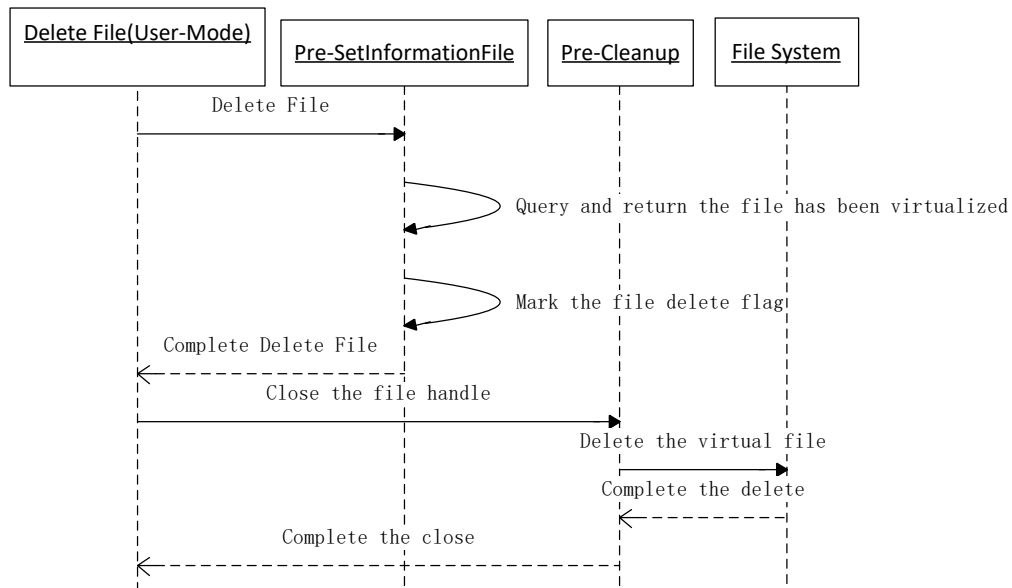 Delete File(User-Mode)
Pre-SetInformationFile
Pre-Cleanup
File System
Delete File
Query and return the file has been virtualized
Mark the file delete flag
Complete Delete File
Close the file handle
Delete the virtual file
Complete the delete
Complete the close